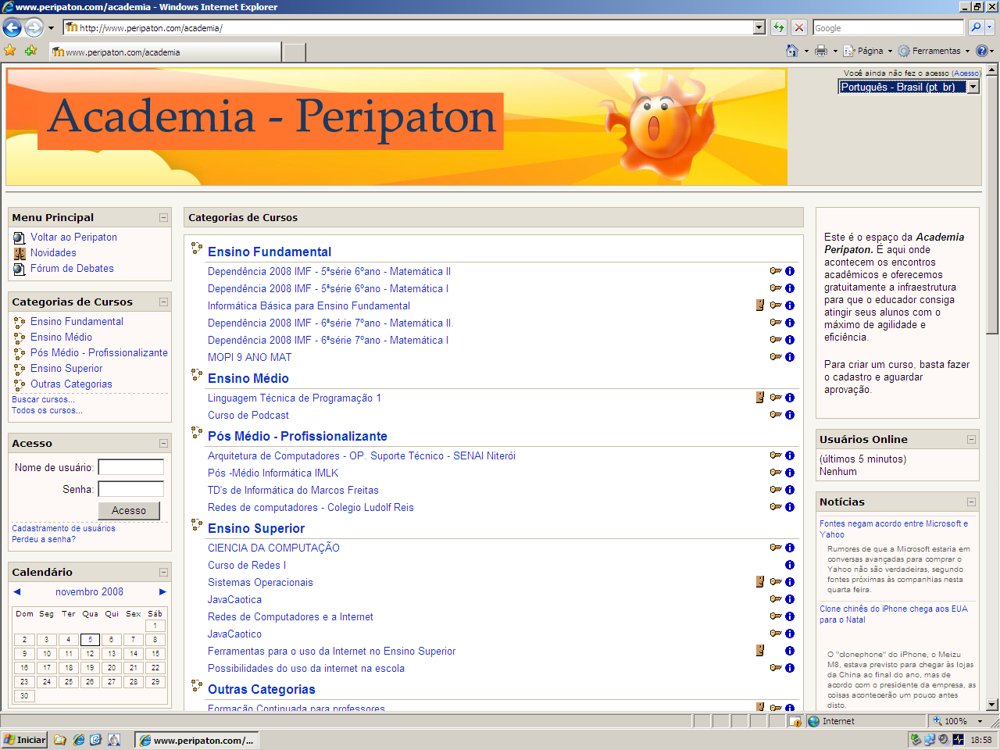 www.peripaton.com/academia - Windows Internet Explorer
http://www.peripaton.com/academia/
Google
www.peripaton.com/academia
Página
Ferramentas
Você ainda não fez o acesso (Acesso)
Português - Brasil (pt_br)
Academia - Peripaton
Menu Principal
Voltar ao Peripaton
Novidades
Fórum de Debates
Categorias de Cursos
Ensino Fundamental
Ensino Médio
Pós Médio - Profissionalizante
Ensino Superior
Outras Categorias
Buscar cursos...
Todos os cursos...
Acesso
Nome de usuário:
Senha:
Acesso
Cadastramento de usuários
Perdeu a senha?
Calendário
◄ novembro 2008 ►
Dom Seg Ter Qua Qui Sex Sáb
1
2 3 4 5 6 7 8
9 10 11 12 13 14 15
16 17 18 19 20 21 22
23 24 25 26 27 28 29
30
Categorias de Cursos
Ensino Fundamental
Dependência 2008 IMF - 5ªsérie 6ºano - Matemática II
Dependência 2008 IMF - 5ªsérie 6ºano - Matemática I
Informática Básica para Ensino Fundamental
Dependência 2008 IMF - 6ªsérie 7ºano - Matemática II.
Dependência 2008 IMF - 6ªsérie 7ºano - Matemática I
MOPI 9 ANO MAT
Ensino Médio
Linguagem Técnica de Programação 1
Curso de Podcast
Pós Médio - Profissionalizante
Arquitetura de Computadores - OP. Suporte Técnico - SENAI Niterói
Pós -Médio Informática IMLK
TD's de Informática do Marcos Freitas
Redes de computadores - Colegio Ludolf Reis
Ensino Superior
CIENCIA DA COMPUTAÇÃO
Curso de Redes I
Sistemas Operacionais
JavaCaotica
Redes de Computadores e a Internet
JavaCaotico
Ferramentas para o uso da Internet no Ensino Superior
Possibilidades do uso da internet na escola
Outras Categorias
Formação Continuada para professores
Este é o espaço da Academia
Peripaton. É aqui onde
acontecem os encontros
acadêmicos e oferecemos
gratuitamente a infraestrutura
para que o educador consiga
atingir seus alunos com o
máximo de agilidade e
eficiência.
Para criar um curso, basta fazer
o cadastro e aguardar
aprovação.
Usuários Online
(últimos 5 minutos)
Nenhum
Notícias
Fontes negam acordo entre Microsoft e
Yahoo
Rumores de que a Microsoft estaria em
conversas avançadas para comprar o
Yahoo não são verdadeiras, segundo
fontes próximas às companhias nesta
quarta feira.
Clone chinês do iPhone chega aos EUA
para o Natal
O "clonephone" do iPhone, o Meizu
M8, estava previsto para chegar às lojas
da China ao final do ano, mas de
acordo com o presidente da empresa, as
coisas acontecerão um pouco antes
disto.
Internet
100%
Iniciar
www.peripaton.com/...
18:58